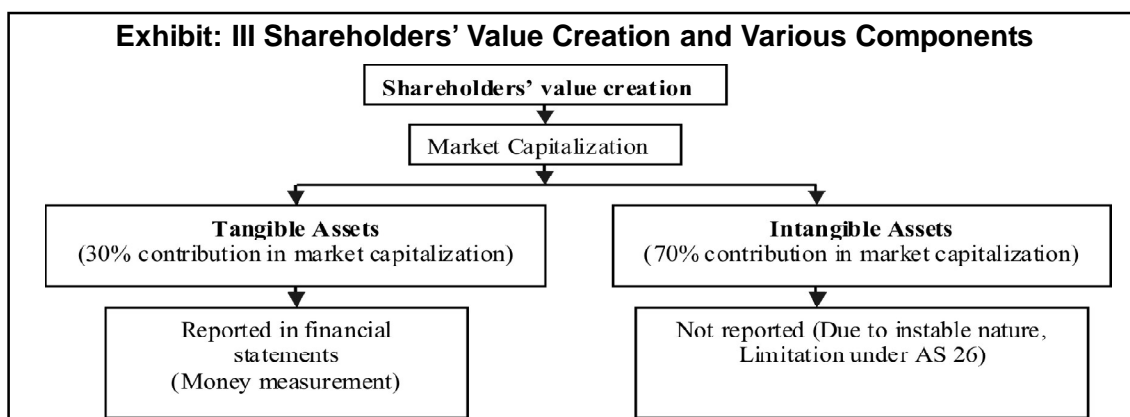 Exhibit: III Shareholders’ Value Creation and Various Components
Shareholders’ value creation
Market Capitalization
Tangible Assets
(30% contribution in market capitalization)
Intangible Assets
(70% contribution in market capitalization)
Reported in financial
statements
(Money measurement)
Not reported (Due to instable nature,
Limitation under AS 26)